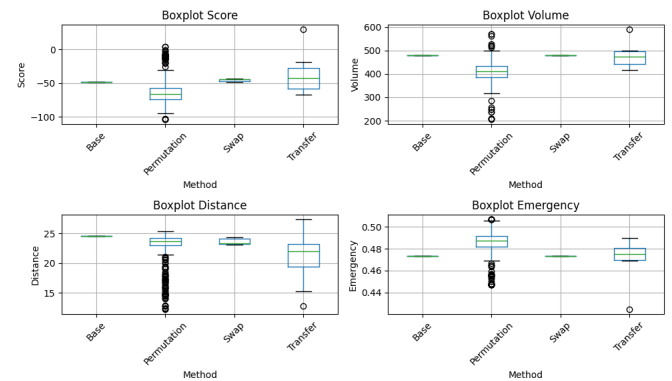 Boxplot Score
Score
0
−50
−100
Base
Permutation
Swap
Transfer
Method
Boxplot Volume
Volume
600
500
400
300
200
Base
Permutation
Swap
Transfer
Method
Boxplot Distance
Distance
25
20
15
Base
Permutation
Swap
Transfer
Method
Boxplot Emergency
Emergency
0.50
0.48
0.46
0.44
Base
Permutation
Swap
Transfer
Method